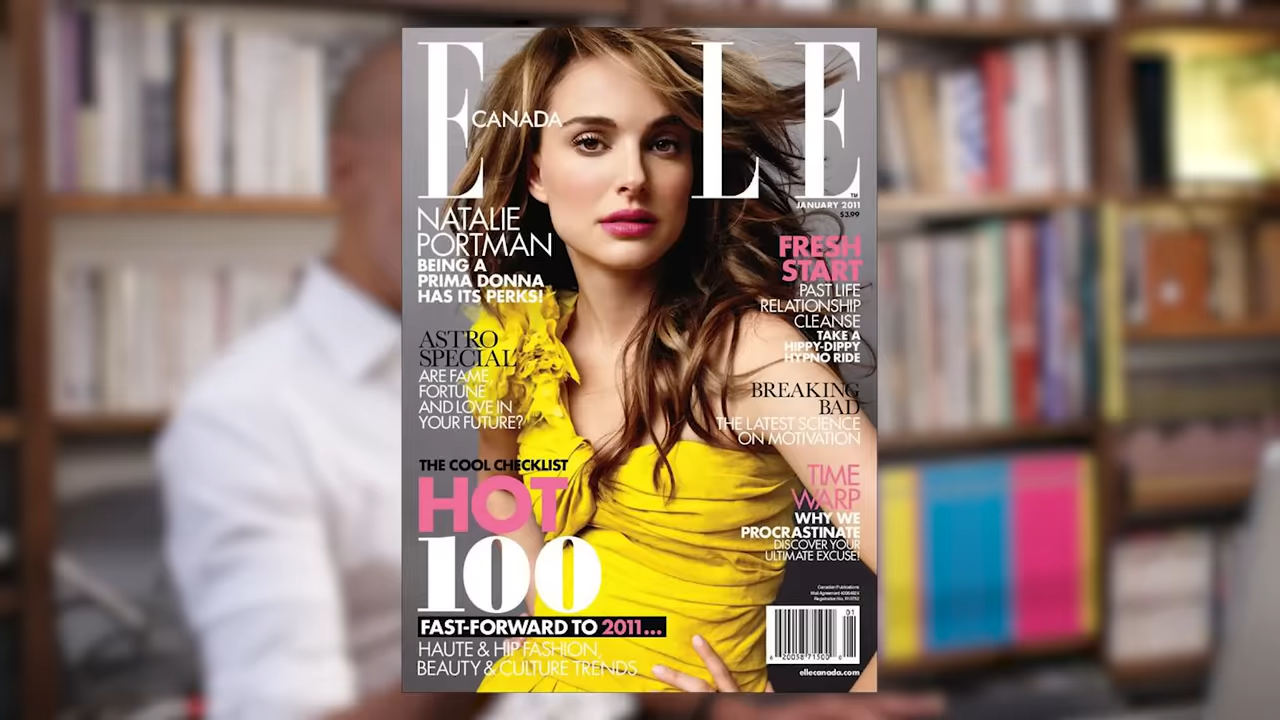 ELLE
CANADA
JANUARY 2011
$3.99
NATALIE
PORTMAN
BEING A
PRIMA DONNA
HAS ITS PERKS!
ASTRO
SPECIAL
ARE FAME,
FORTUNE
AND LOVE IN
YOUR FUTURE?
THE COOL CHECKLIST
HOT
100
FAST-FORWARD TO 2011...
HAUTE & HIP FASHION,
BEAUTY & CULTURE TRENDS
FRESH
START
PAST LIFE
RELATIONSHIP
CLEANSE
TAKE A
HIPPY-DIPPY
HYPNO RIDE
BREAKING
BAD
THE LATEST SCIENCE
ON MOTIVATION
TIME
WARP
WHY WE
PROCRASTINATE
DISCOVER YOUR
ULTIMATE EXCUSE!
Canadian Publications
01
ellecanada.com